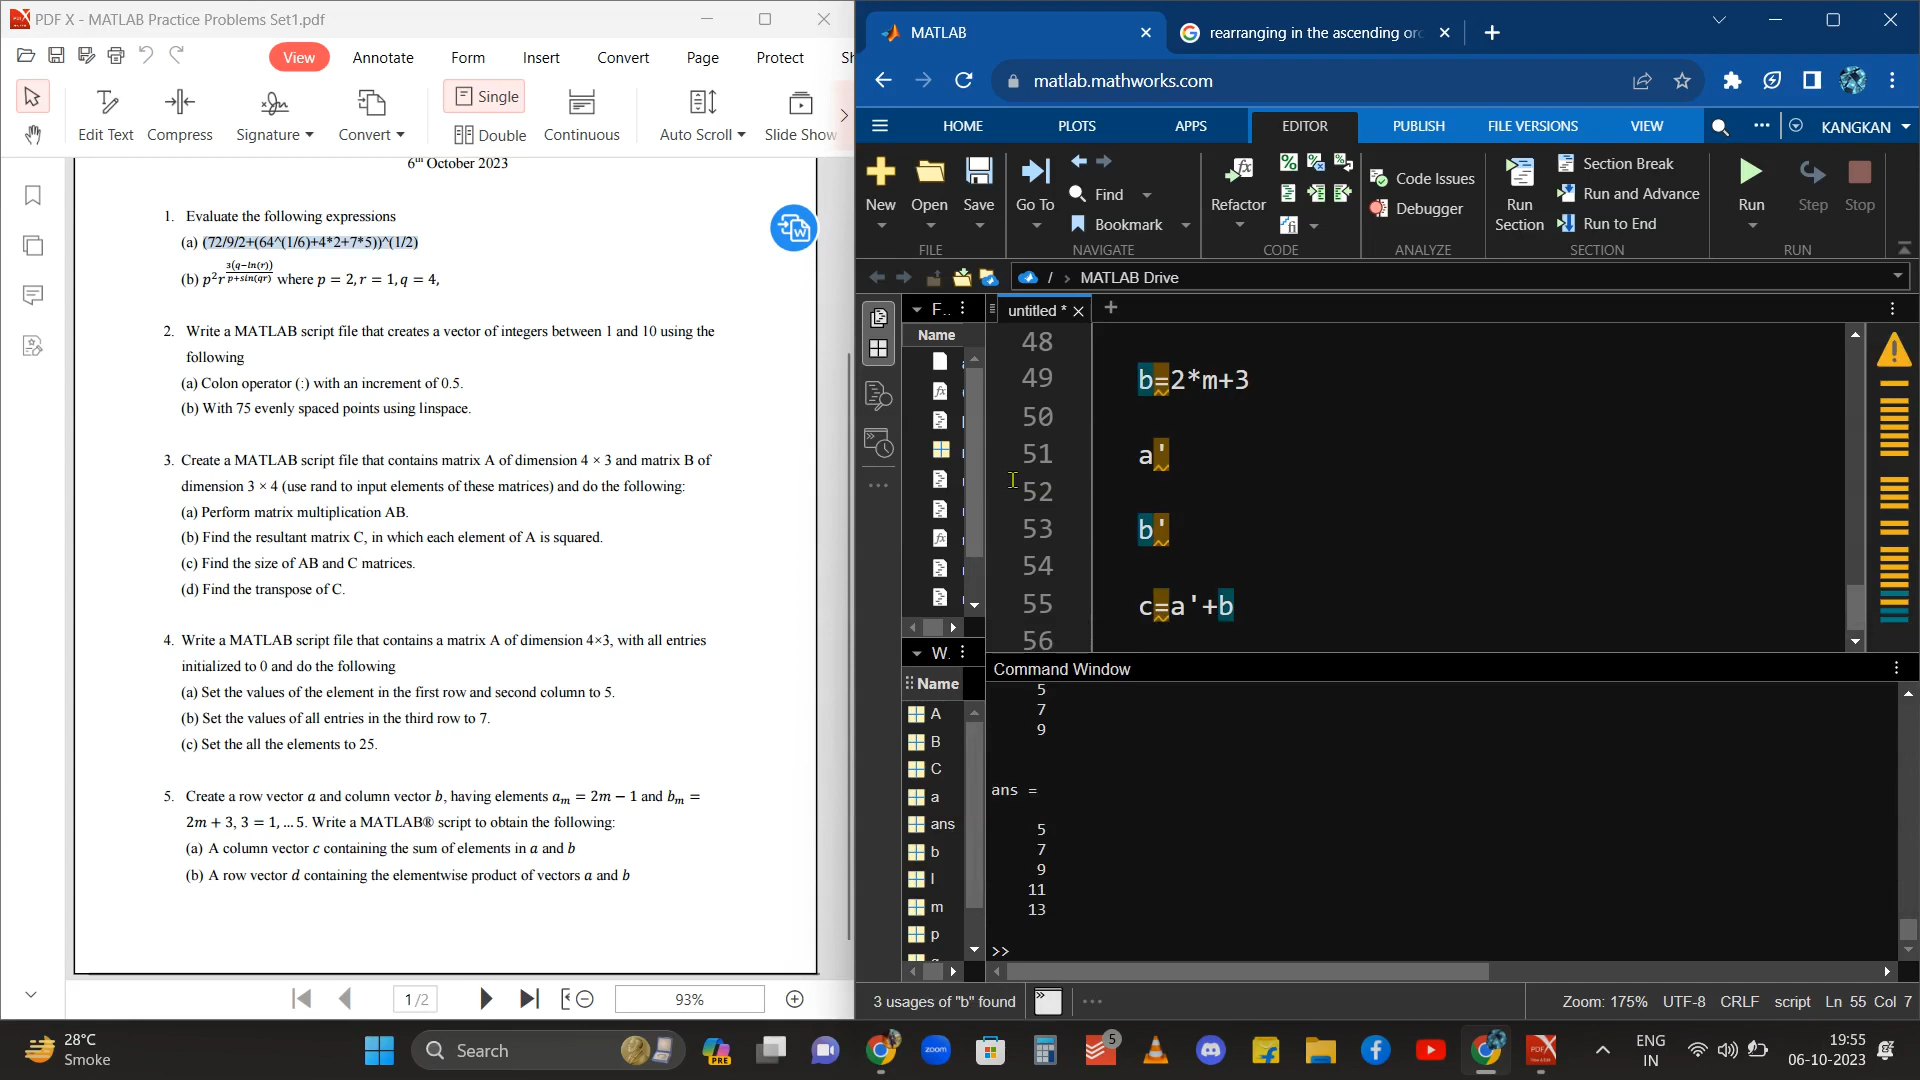 PDF X - MATLAB Practice Problems Set1.pdf
View Annotate Form Insert Convert Page Protect
Single
Double
Edit Text Compress Signature Convert Continuous Auto Scroll Slide Show
6th October 2023
1. Evaluate the following expressions
(a) (72/9/2+(64^(1/6)+4*2+7*5))^(1/2)
(b) p²r^(3(q−ln(r))/(p+sin(qr))) where p = 2, r = 1, q = 4,
2. Write a MATLAB script file that creates a vector of integers between 1 and 10 using the
following
(a) Colon operator (:) with an increment of 0.5.
(b) With 75 evenly spaced points using linspace.
3. Create a MATLAB script file that contains matrix A of dimension 4 × 3 and matrix B of
dimension 3 × 4 (use rand to input elements of these matrices) and do the following:
(a) Perform matrix multiplication AB.
(b) Find the resultant matrix C, in which each element of A is squared.
(c) Find the size of AB and C matrices.
(d) Find the transpose of C.
4. Write a MATLAB script file that contains a matrix A of dimension 4×3, with all entries
initialized to 0 and do the following
(a) Set the values of the element in the first row and second column to 5.
(b) Set the values of all entries in the third row to 7.
(c) Set the all the elements to 25.
5. Create a row vector a and column vector b, having elements aₘ = 2m − 1 and bₘ =
2m + 3, 3 = 1, … 5. Write a MATLAB® script to obtain the following:
(a) A column vector c containing the sum of elements in a and b
(b) A row vector d containing the elementwise product of vectors a and b
1 /2
93%
MATLAB
rearranging in the ascending orc
matlab.mathworks.com
HOME PLOTS APPS EDITOR PUBLISH FILE VERSIONS VIEW KANGKAN
New Open Save
FILE
Go To
Find
Bookmark
NAVIGATE
Refactor
CODE
Code Issues
Debugger
ANALYZE
Run Section
Section Break
Run and Advance
Run to End
SECTION
Run Step Stop
RUN
/ › MATLAB Drive
F..
Name
untitled *
48
49 b=2*m+3
50
51 a'
52
53 b'
54
55 c=a'+b
56
W.
Name
A
B
C
a
ans
b
l
m
p
Command Window
5
7
9
ans =
5
7
9
11
13
>>
3 usages of "b" found
Zoom: 175% UTF-8 CRLF script Ln 55 Col 7
28°C
Smoke
Search
PRE
zoom
5
PDF X
ENG
IN
19:55
06-10-2023